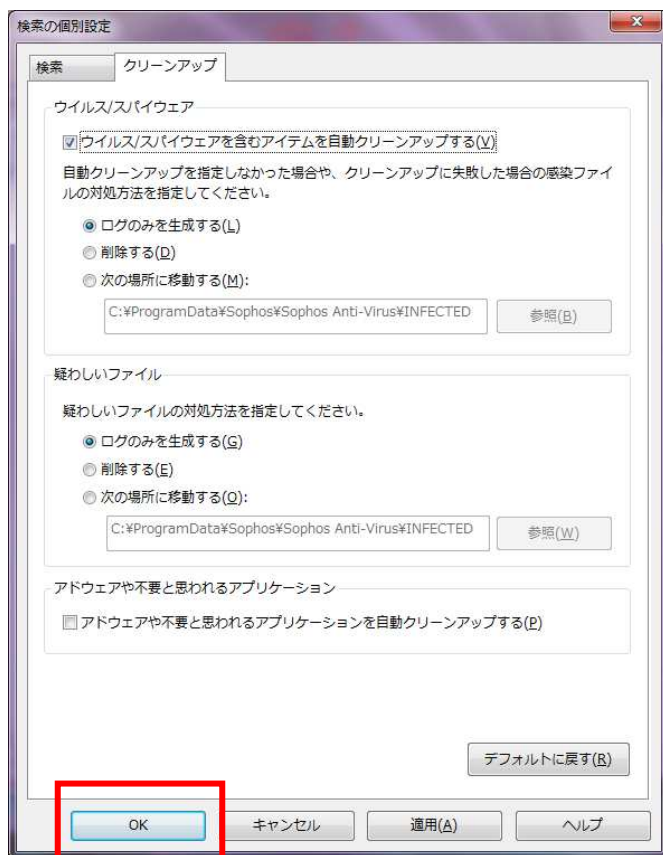 検索の個別設定
検索
クリーンアップ
ウイルス/スパイウェア
ウイルス/スパイウェアを含むアイテムを自動クリーンアップする(V)
自動クリーンアップを指定しなかった場合や、クリーンアップに失敗した場合の感染ファイ
ルの対処方法を指定してください。
ログのみを生成する(L)
削除する(D)
次の場所に移動する(M):
C:¥ProgramData¥Sophos¥Sophos Anti-Virus¥INFECTED
参照(B)
疑わしいファイル
疑わしいファイルの対処方法を指定してください。
ログのみを生成する(G)
削除する(E)
次の場所に移動する(O):
C:¥ProgramData¥Sophos¥Sophos Anti-Virus¥INFECTED
参照(W)
アドウェアや不要と思われるアプリケーション
アドウェアや不要と思われるアプリケーションを自動クリーンアップする(P)
デフォルトに戻す(R)
OK
キャンセル
適用(A)
ヘルプ